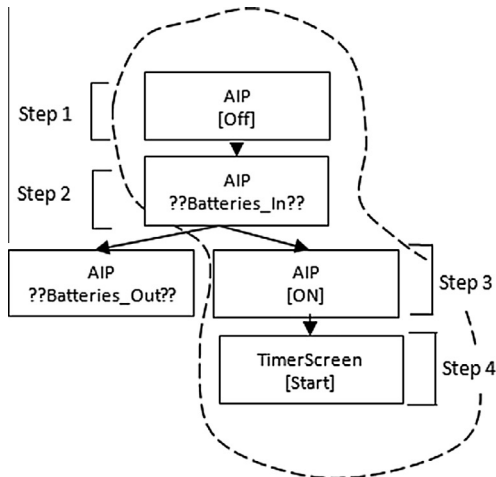 Step 1
AIP
[Off]
Step 2
AIP
??Batteries_In??
AIP
??Batteries_Out??
AIP
[ON]
Step 3
TimerScreen
[Start]
Step 4